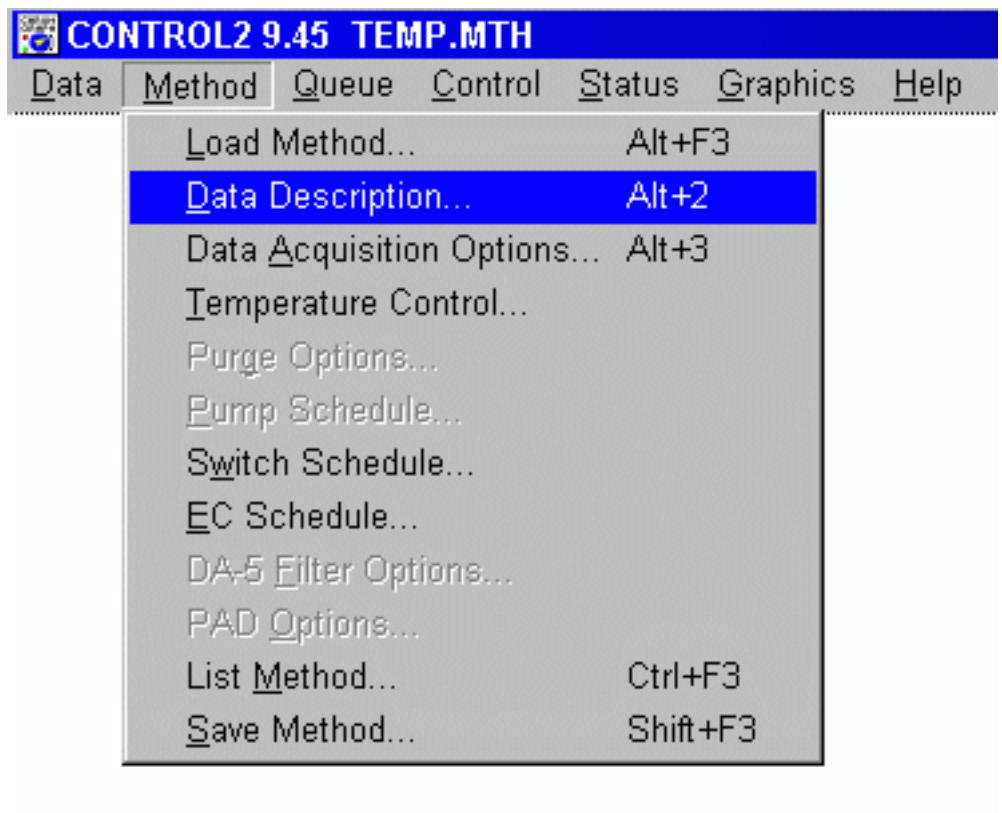 CONTROL2 9.45 TEMP.MTH
Data Method Queue Control Status Graphics Help
Load Method... Alt+F3
Data Description... Alt+2
Data Acquisition Options... Alt+3
Temperature Control...
Purge Options...
Pump Schedule...
Switch Schedule...
EC Schedule...
DA-5 Filter Options...
PAD Options...
List Method... Ctrl+F3
Save Method... Shift+F3